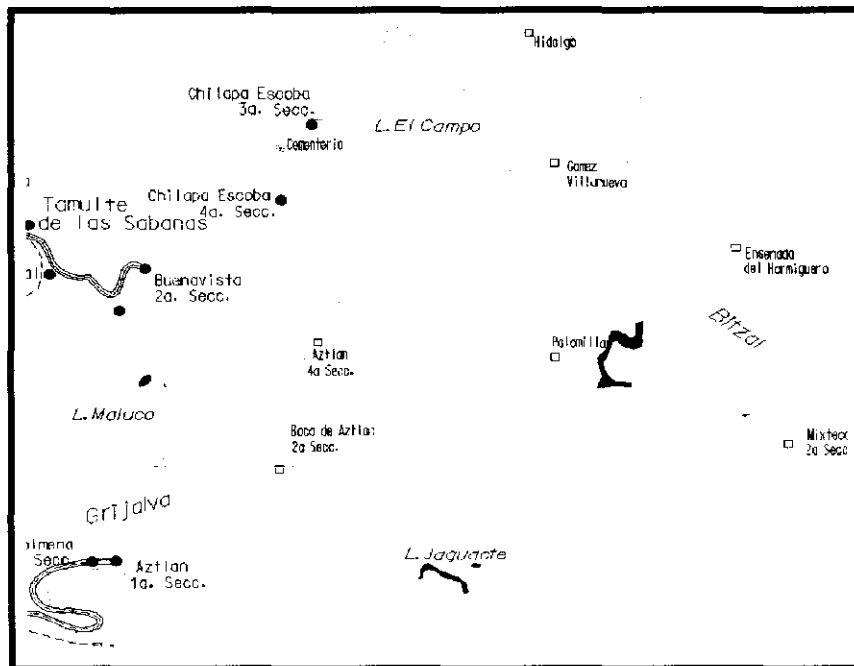 Hidalgo
Chilapa Escoba
3a. Secc.
L. El Campo
Cementerio
Gomez
Villanueva
Chilapa Escoba
4a. Secc.
Tamulte
de las Sabanas
Ensenada
del Hormiguero
Buenavista
2a. Secc.
Bitzal
Palomilla
Aztlan
4a Secc.
L. Maluco
Boca de Aztlan
2a Secc.
Mixteco
2a Secc
Grijalva
Secc.
Aztlan
1a. Secc.
L. Jaguacte